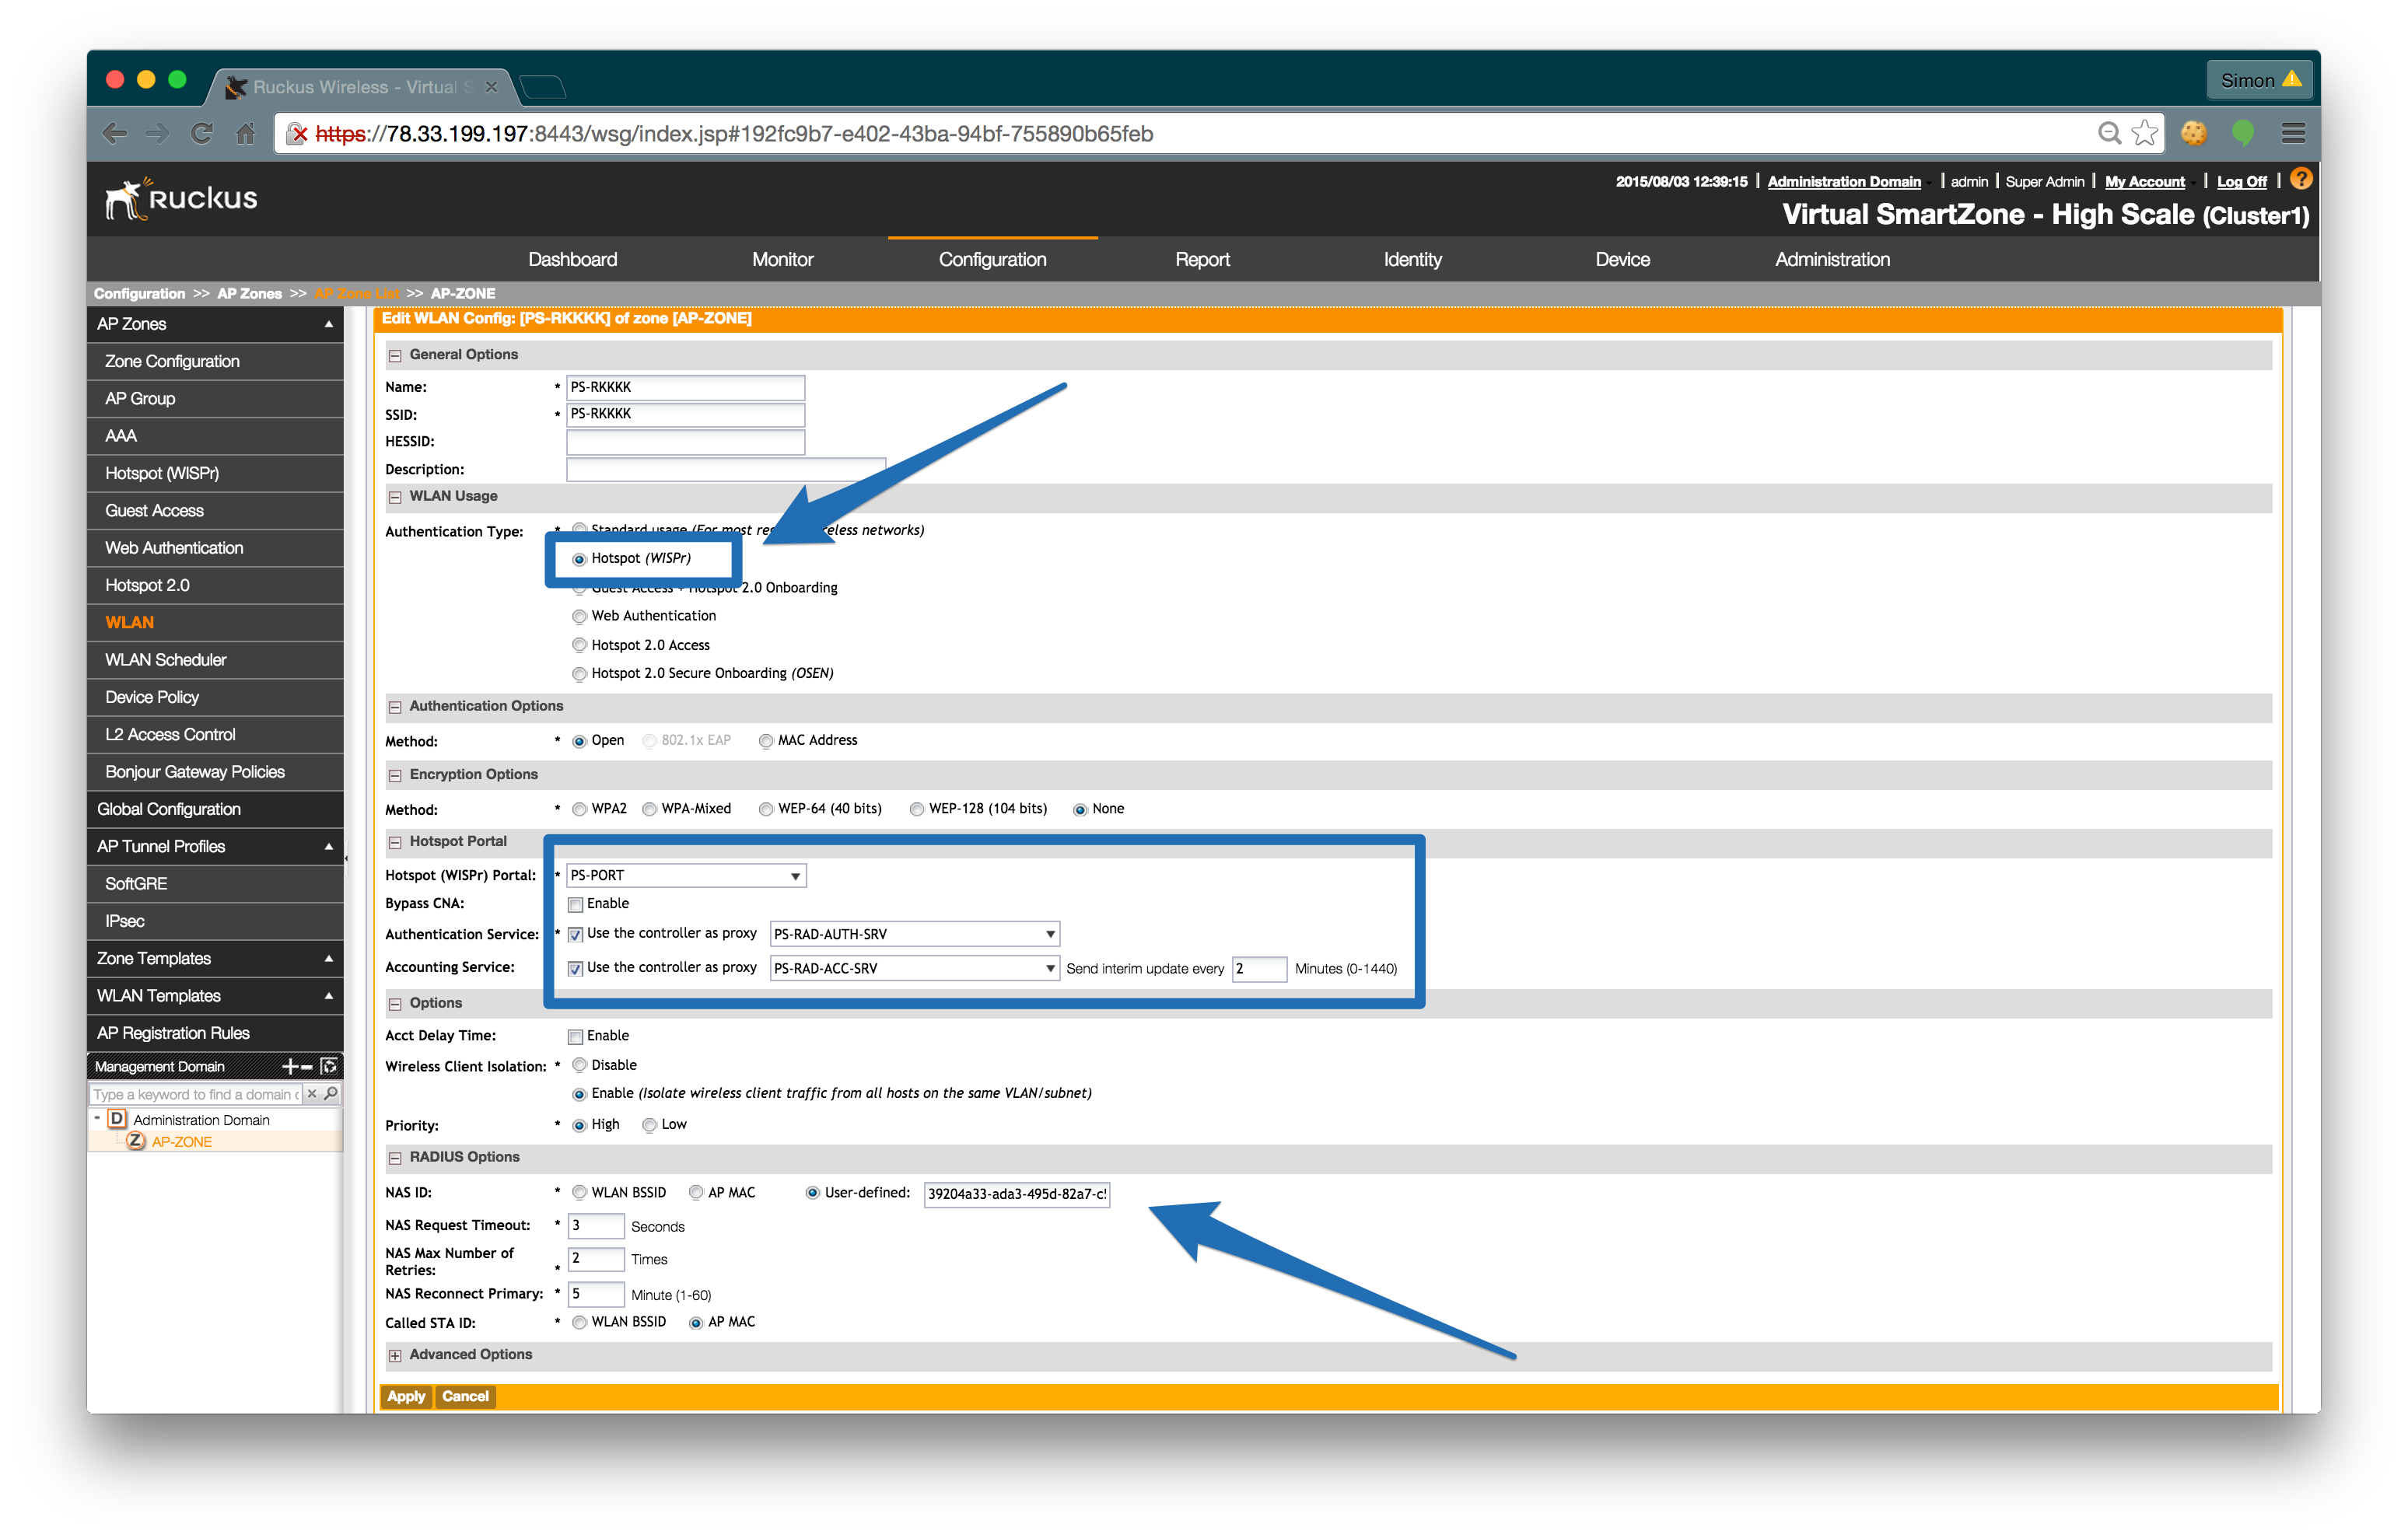 Ruckus Wireless - Virtual S
Simon
https://78.33.199.197:8443/wsg/index.jsp#192fc9b7-e402-43ba-94bf-755890b65feb
RUCKUS
2015/08/03 12:39:15 | Administration Domain | admin | Super Admin | My Account | Log Off | ?
Virtual SmartZone - High Scale (Cluster1)
Dashboard Monitor Configuration Report Identity Device Administration
Configuration >> AP Zones >> AP Zone List >> AP-ZONE
AP Zones
Zone Configuration
AP Group
AAA
Hotspot (WISPr)
Guest Access
Web Authentication
Hotspot 2.0
WLAN
WLAN Scheduler
Device Policy
L2 Access Control
Bonjour Gateway Policies
Global Configuration
AP Tunnel Profiles
SoftGRE
IPsec
Zone Templates
WLAN Templates
AP Registration Rules
Management Domain
Type a keyword to find a domain
D Administration Domain
Z AP-ZONE
Edit WLAN Config: [PS-RKKKK] of zone [AP-ZONE]
General Options
Name: * PS-RKKKK
SSID: * PS-RKKKK
HESSID:
Description:
WLAN Usage
Authentication Type: * Standard usage (For most wireless networks)
Hotspot (WISPr)
Guest Access + Hotspot 2.0 Onboarding
Web Authentication
Hotspot 2.0 Access
Hotspot 2.0 Secure Onboarding (OSEN)
Authentication Options
Method: * Open 802.1x EAP MAC Address
Encryption Options
Method: * WPA2 WPA-Mixed WEP-64 (40 bits) WEP-128 (104 bits) None
Hotspot Portal
Hotspot (WISPr) Portal: * PS-PORT
Bypass CNA: Enable
Authentication Service: * Use the controller as proxy PS-RAD-AUTH-SRV
Accounting Service: Use the controller as proxy PS-RAD-ACC-SRV Send interim update every 2 Minutes (0-1440)
Options
Acct Delay Time: Enable
Wireless Client Isolation: * Disable
Enable (Isolate wireless client traffic from all hosts on the same VLAN/subnet)
Priority: * High Low
RADIUS Options
NAS ID: * WLAN BSSID AP MAC User-defined: 39204a33-ada3-495d-82a7-c
NAS Request Timeout: * 3 Seconds
NAS Max Number of
Retries: * 2 Times
NAS Reconnect Primary: * 5 Minute (1-60)
Called STA ID: * WLAN BSSID AP MAC
Advanced Options
Apply Cancel